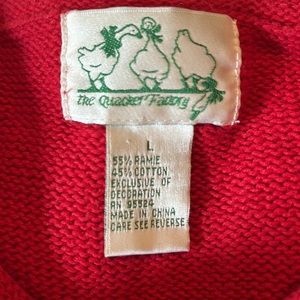 the Quacker Factory
L
55% RAMIE
45% COTTON
EXCLUSIVE OF
DECORATION
RN 95524
MADE IN CHINA
CARE SEE REVERSE